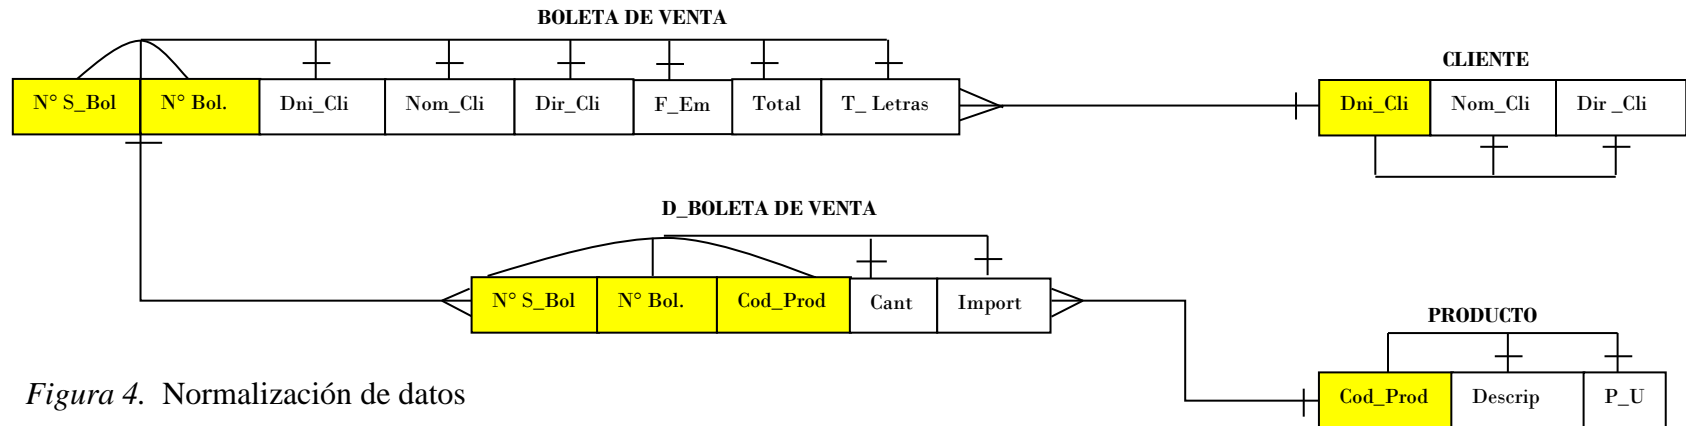 BOLETA DE VENTA
N° S_Bol N° Bol. Dni_Cli Nom_Cli Dir_Cli F_Em Total T_ Letras
CLIENTE
Dni_Cli Nom_Cli Dir _Cli
D_BOLETA DE VENTA
N° S_Bol N° Bol. Cod_Prod Cant Import
PRODUCTO
Cod_Prod Descrip P_U
Figura 4. Normalización de datos